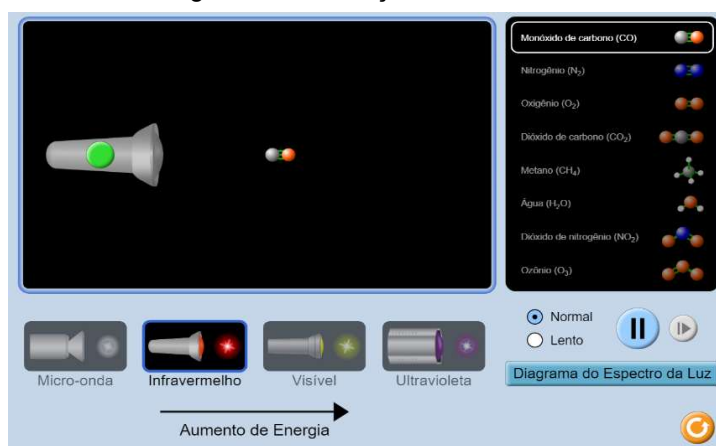 Monóxido de carbono (CO)
Nitrogênio (N₂)
Oxigênio (O₂)
Dióxido de carbono (CO₂)
Metano (CH₄)
Água (H₂O)
Dióxido de nitrogênio (NO₂)
Ozônio (O₃)
Normal
Lento
Micro-onda
Infravermelho
Visível
Ultravioleta
Diagrama do Espectro da Luz
Aumento de Energia